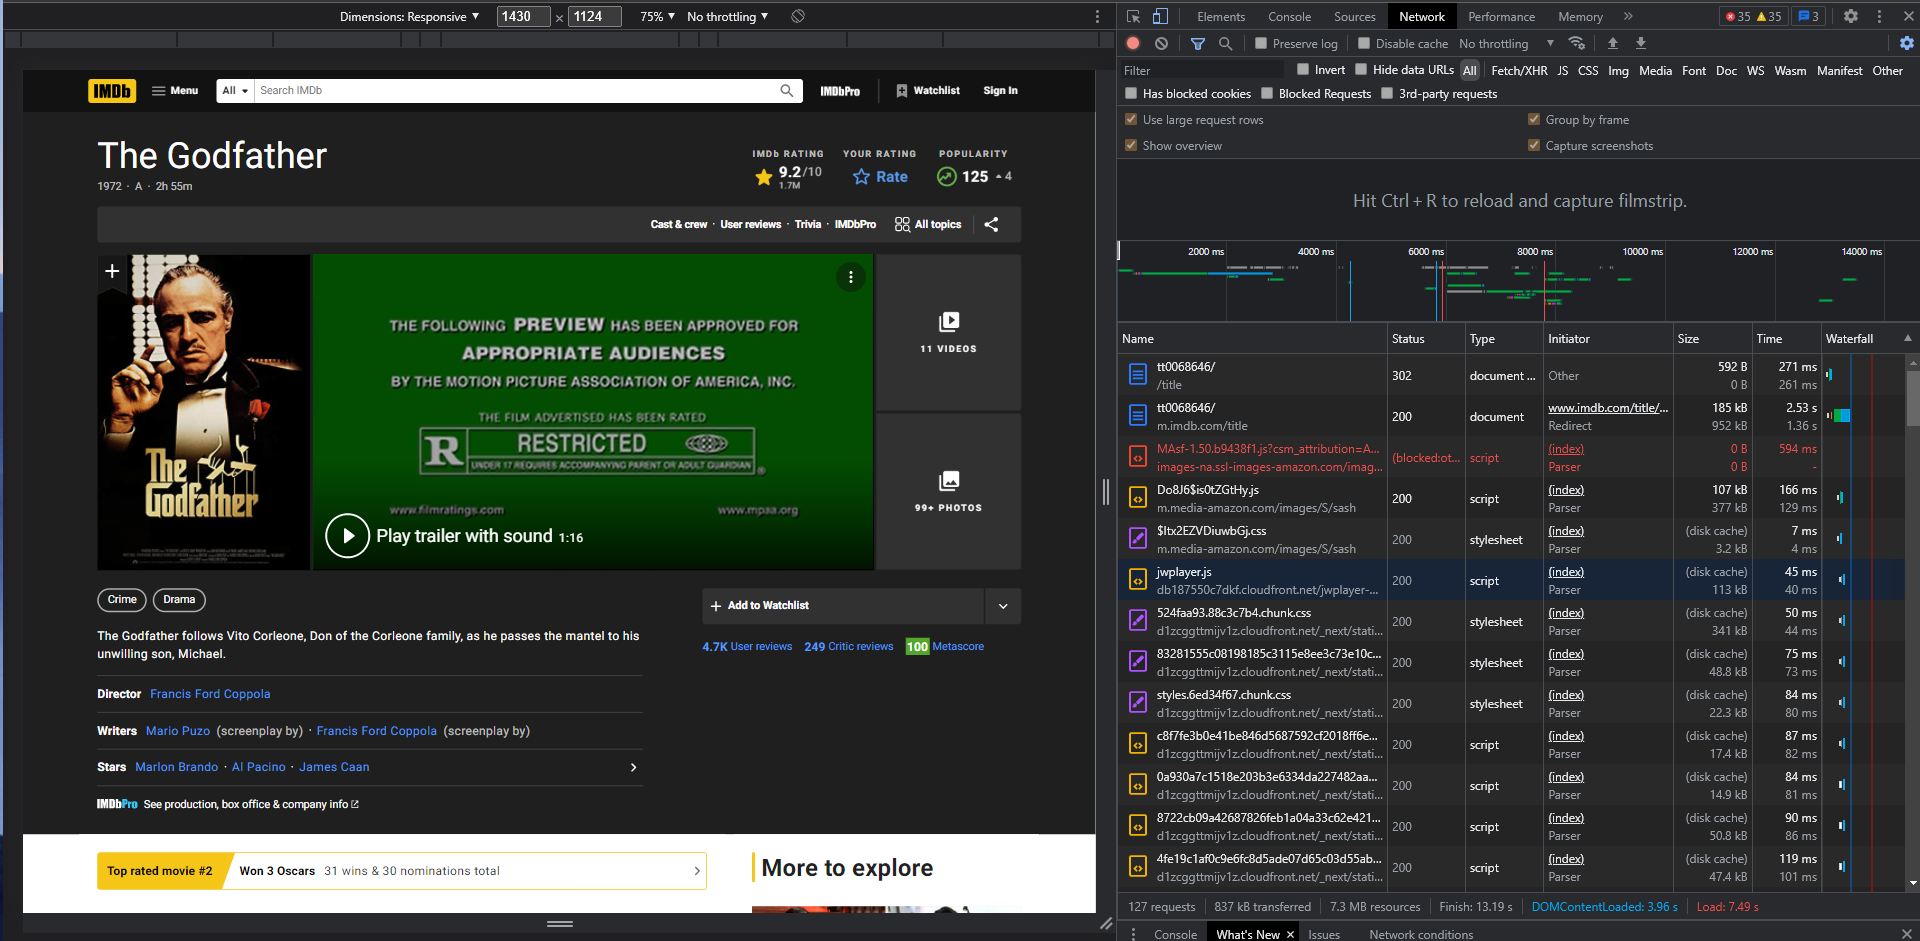 Dimensions: Responsive ▼ 1430 × 1124 75% ▼ No throttling ▼
IMDb Menu All Search IMDb IMDbPro Watchlist Sign In
The Godfather
1972 · A · 2h 55m
IMDb RATING YOUR RATING POPULARITY
9.2/10 Rate 125 4
1.7M
Cast & crew · User reviews · Trivia · IMDbPro All topics
THE FOLLOWING PREVIEW HAS BEEN APPROVED FOR
APPROPRIATE AUDIENCES
BY THE MOTION PICTURE ASSOCIATION OF AMERICA, INC.
THE FILM ADVERTISED HAS BEEN RATED
R RESTRICTED
UNDER 17 REQUIRES ACCOMPANYING PARENT OR ADULT GUARDIAN ®
www.filmratings.com www.mpaa.org
Play trailer with sound 1:16
The
Godfather
11 VIDEOS
99+ PHOTOS
Crime Drama
+ Add to Watchlist
The Godfather follows Vito Corleone, Don of the Corleone family, as he passes the mantel to his
unwilling son, Michael.
4.7K User reviews 249 Critic reviews 100 Metascore
Director Francis Ford Coppola
Writers Mario Puzo (screenplay by) · Francis Ford Coppola (screenplay by)
Stars Marlon Brando · Al Pacino · James Caan
IMDbPro See production, box office & company info
Top rated movie #2 Won 3 Oscars 31 wins & 30 nominations total
More to explore
Elements Console Sources Network Performance Memory » 35 35 3
Preserve log Disable cache No throttling ▼
Filter Invert Hide data URLs All Fetch/XHR JS CSS Img Media Font Doc WS Wasm Manifest Other
Has blocked cookies Blocked Requests 3rd-party requests
Use large request rows Group by frame
Show overview Capture screenshots
Hit Ctrl + R to reload and capture filmstrip.
2000 ms 4000 ms 6000 ms 8000 ms 10000 ms 12000 ms 14000 ms
Name Status Type Initiator Size Time Waterfall
tt0068646/ 302 document ... Other 592 B 271 ms
/title 0 B 261 ms
tt0068646/ 200 document www.imdb.com/title/... 185 kB 2.53 s
m.imdb.com/title Redirect 952 kB 1.36 s
MAsf-1.50.b9438f1.js?csm_attribution=A... (blocked:ot... script (index) 0 B 594 ms
images-na.ssl-images-amazon.com/imag... Parser 0 B -
Do8J6$is0tZGtHy.js 200 script (index) 107 kB 166 ms
m.media-amazon.com/images/S/sash Parser 377 kB 129 ms
$Itx2EZVDiuwbGj.css 200 stylesheet (index) (disk cache) 7 ms
m.media-amazon.com/images/S/sash Parser 3.2 kB 4 ms
jwplayer.js 200 script (index) (disk cache) 45 ms
db187550c7dkf.cloudfront.net/jwplayer-... Parser 113 kB 40 ms
524faa93.88c3c7b4.chunk.css 200 stylesheet (index) (disk cache) 50 ms
d1zcggttmijv1z.cloudfront.net/_next/stati... Parser 341 kB 44 ms
83281555c08198185c3115e8ee3c73e10c... 200 stylesheet (index) (disk cache) 75 ms
d1zcggttmijv1z.cloudfront.net/_next/stati... Parser 48.8 kB 73 ms
styles.6ed34f67.chunk.css 200 stylesheet (index) (disk cache) 84 ms
d1zcggttmijv1z.cloudfront.net/_next/stati... Parser 22.3 kB 80 ms
c8f7fe3b0e41be846d5687592cf2018ff6e... 200 script (index) (disk cache) 87 ms
d1zcggttmijv1z.cloudfront.net/_next/stati... Parser 17.4 kB 82 ms
0a930a7c1518e203b3e6334da227482aa... 200 script (index) (disk cache) 84 ms
d1zcggttmijv1z.cloudfront.net/_next/stati... Parser 14.9 kB 81 ms
8722cb09a42687826feb1a04a33c62e421... 200 script (index) (disk cache) 90 ms
d1zcggttmijv1z.cloudfront.net/_next/stati... Parser 50.8 kB 86 ms
4fe19c1af0c9e6fc8d5ade07d65c03d55ab... 200 script (index) (disk cache) 119 ms
d1zcggttmijv1z.cloudfront.net/_next/stati... Parser 47.4 kB 101 ms
127 requests 837 kB transferred 7.3 MB resources Finish: 13.19 s DOMContentLoaded: 3.96 s Load: 7.49 s
Console What's New × Issues Network conditions